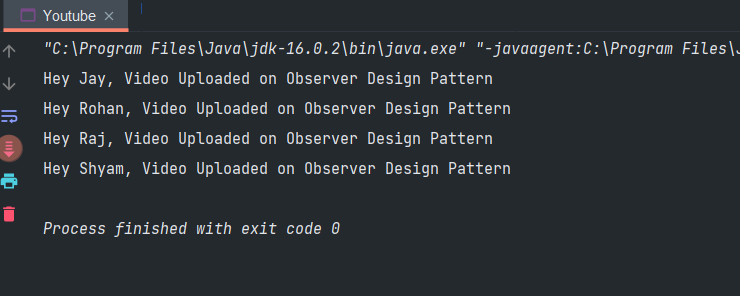 Youtube
"C:\Program Files\Java\jdk-16.0.2\bin\java.exe" "-javaagent:C:\Program Files\J
Hey Jay, Video Uploaded on Observer Design Pattern
Hey Rohan, Video Uploaded on Observer Design Pattern
Hey Raj, Video Uploaded on Observer Design Pattern
Hey Shyam, Video Uploaded on Observer Design Pattern
Process finished with exit code 0